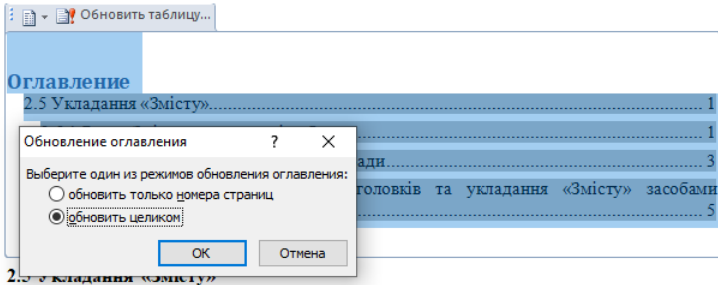 Обновить таблицу...
Оглавление
2.5 Укладання «Змісту» 1
1
Обновление оглавления ? ×
ади 3
Выберите один из режимов обновления оглавления:
обновить только номера страниц
головків та укладання «Змісту» засобами
обновить целиком
5
ОК Отмена
2.5 Укладання «Змісту»